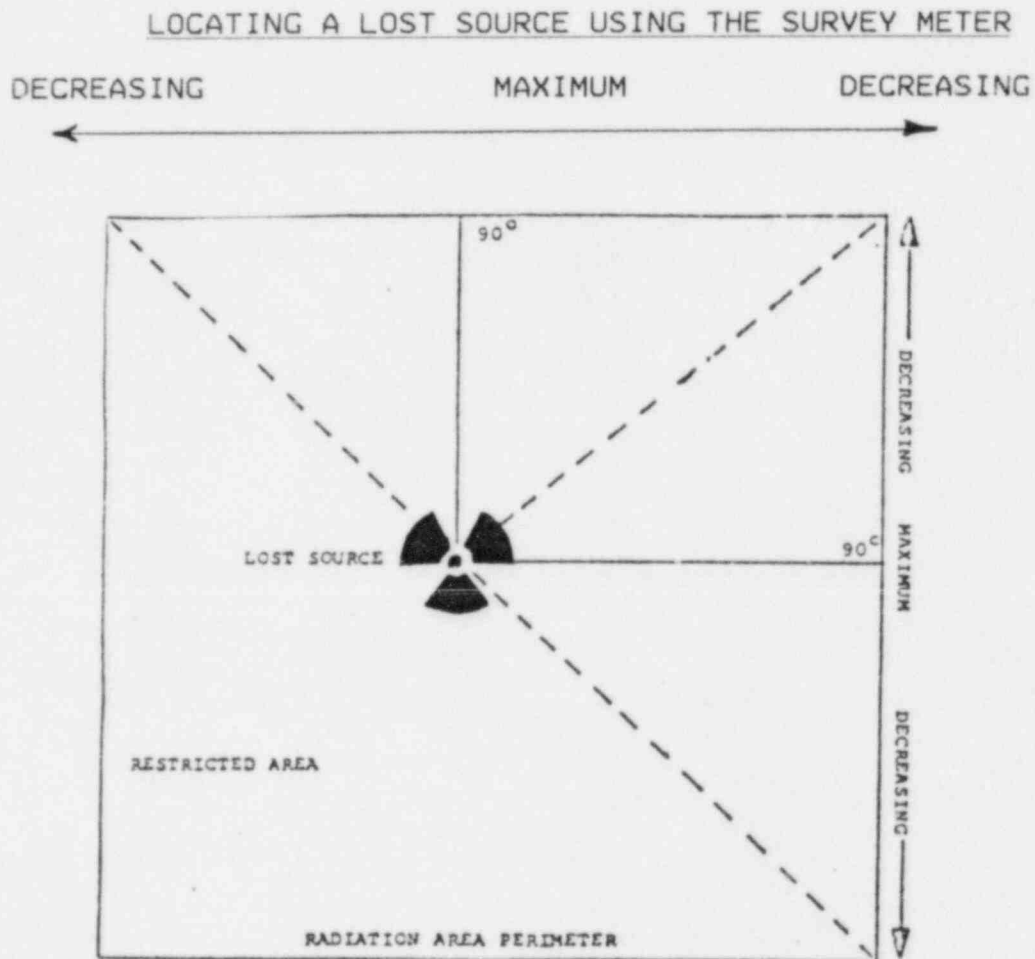 LOCATING A LOST SOURCE USING THE SURVEY METER
DECREASING MAXIMUM DECREASING
90°
DECREASING
LOST SOURCE
90°
MAXIMUM
RESTRICTED AREA
DECREASING
RADIATION AREA PERIMETER